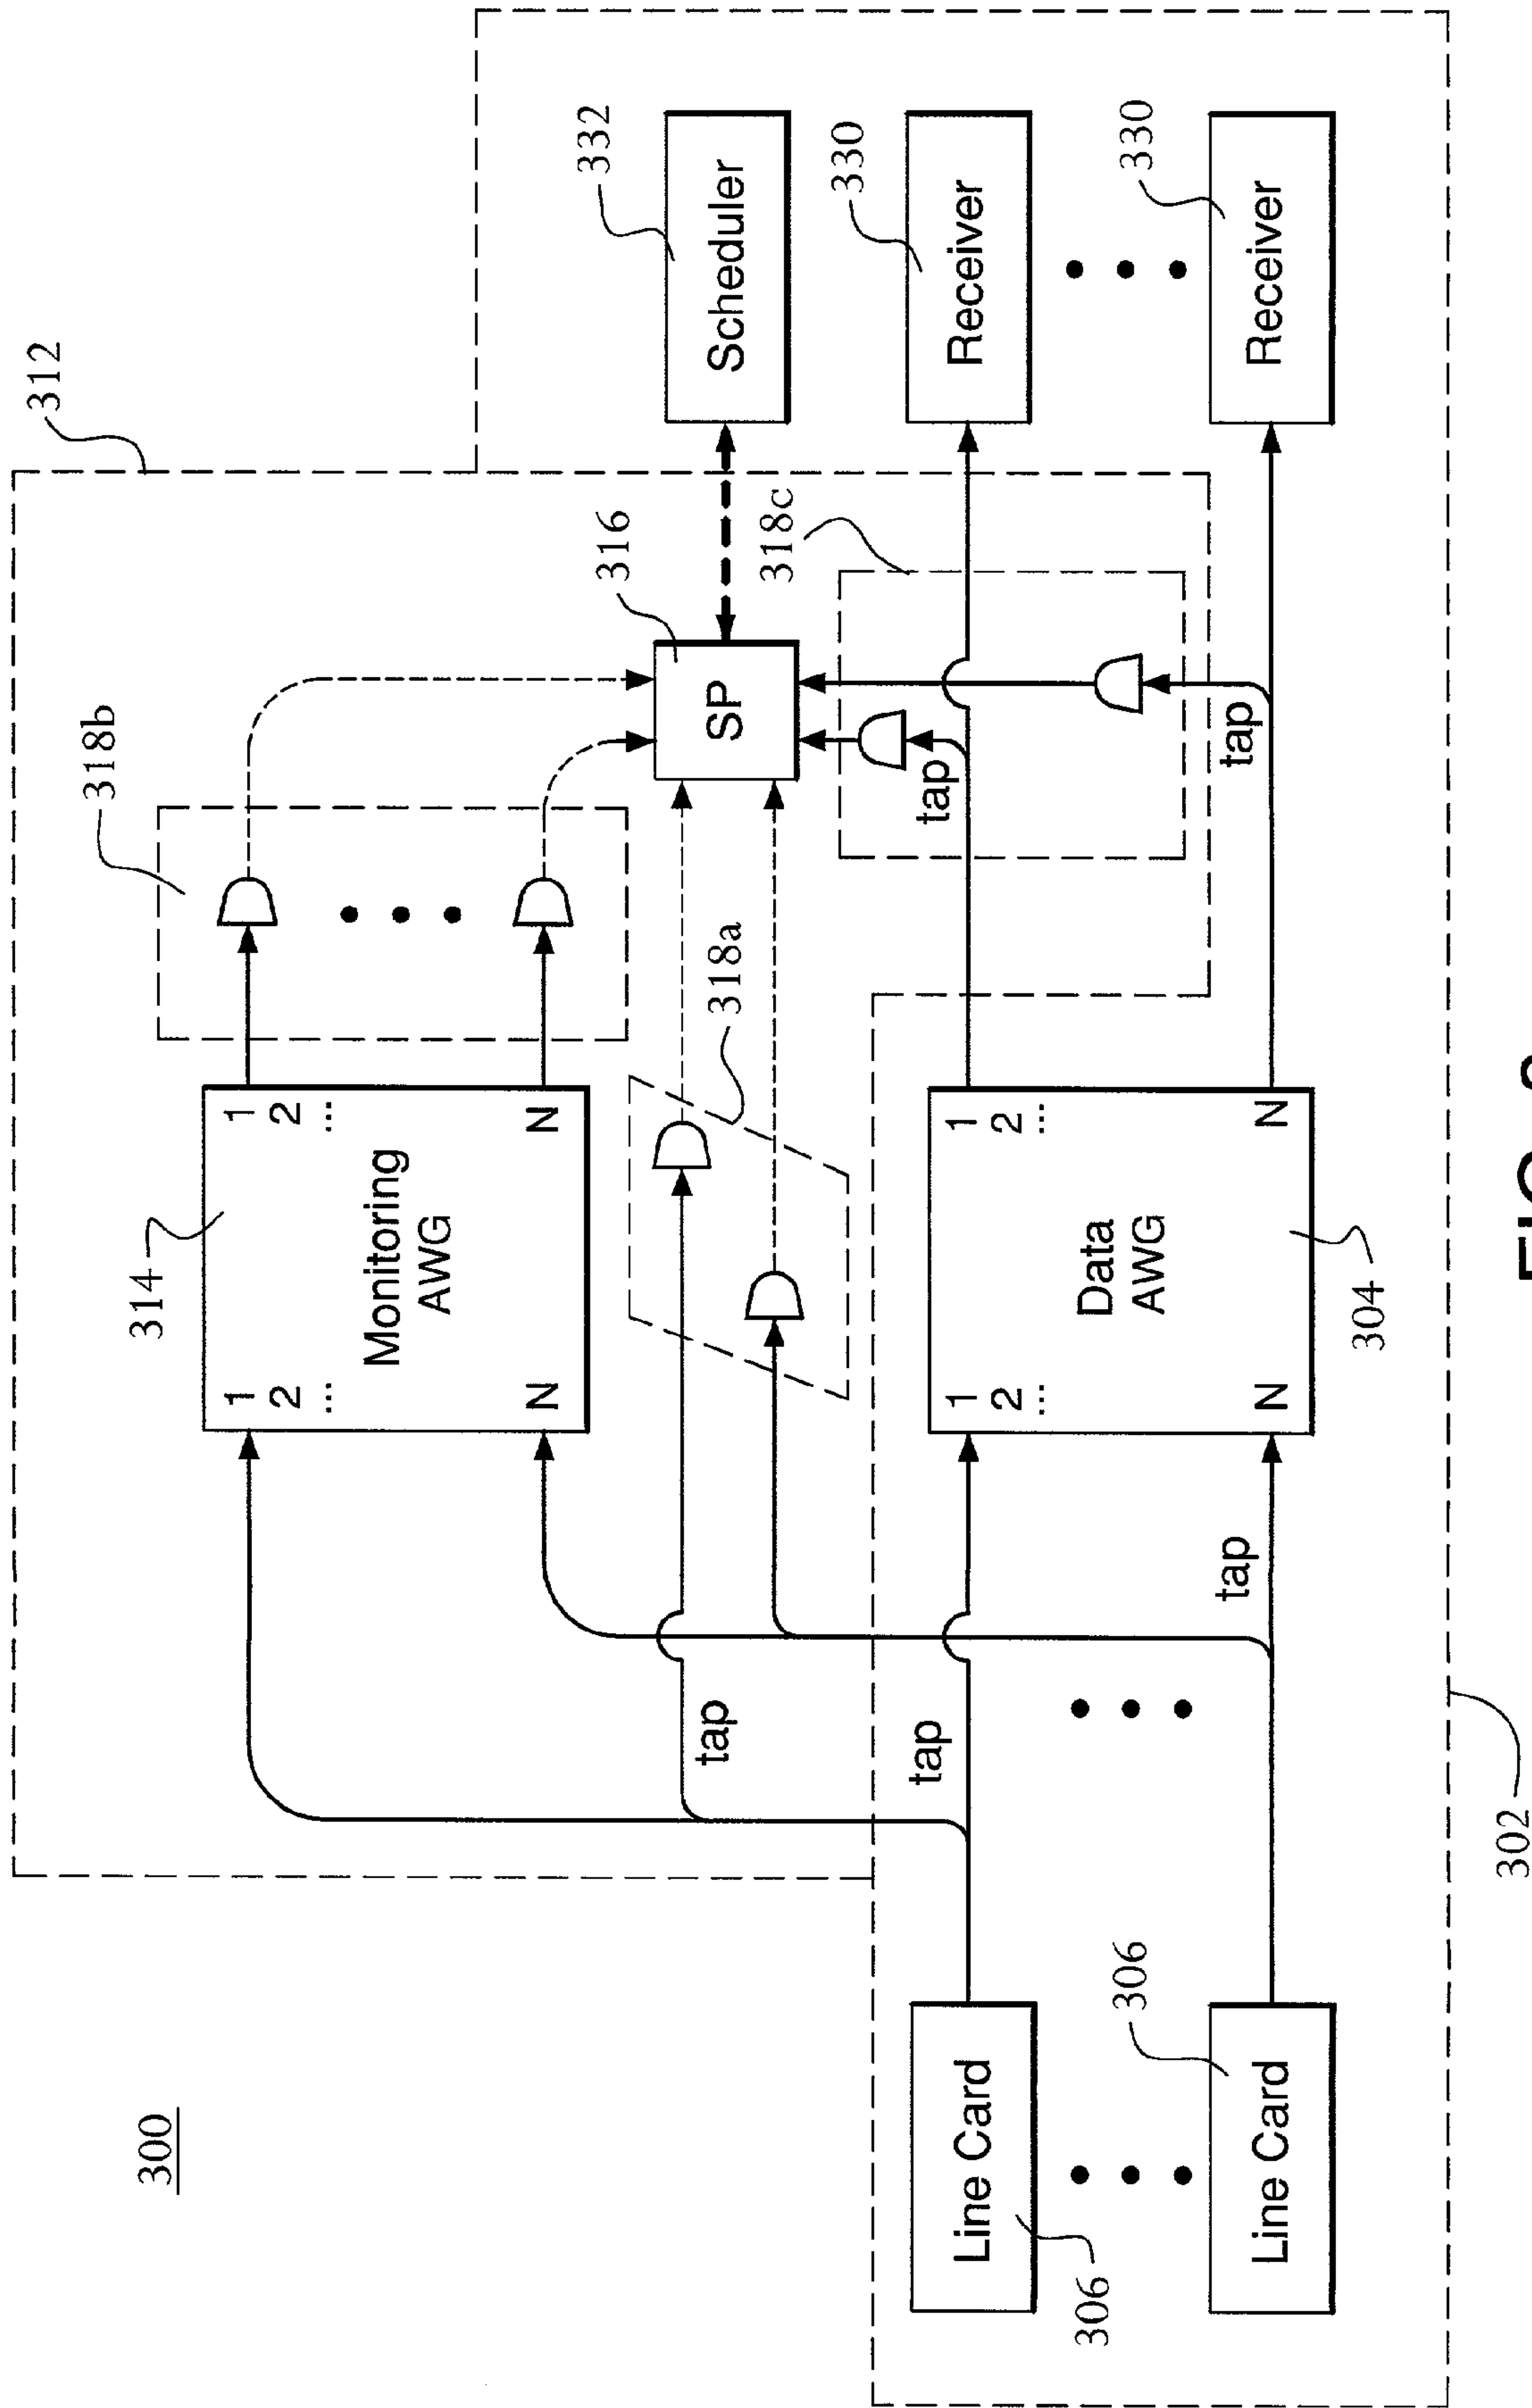 300
312
318b
332
Scheduler
314
Monitoring
AWG
1
2
...
N
1
2
...
N
316
SP
318c
330
Receiver
318a
tap
tap
tap
tap
tap
330
Receiver
Data
AWG
1
2
...
N
1
2
...
N
304
306
Line Card
306
Line Card
302